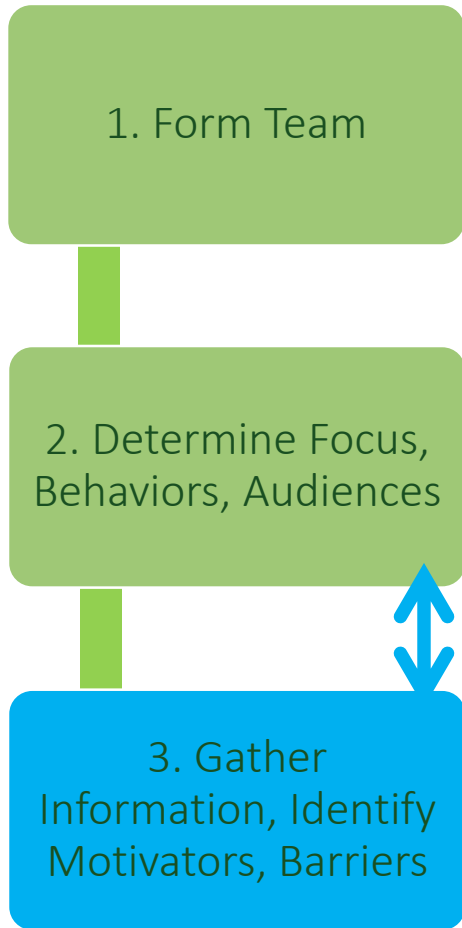 1. Form Team
2. Determine Focus,
Behaviors, Audiences
3. Gather
Information, Identify
Motivators, Barriers